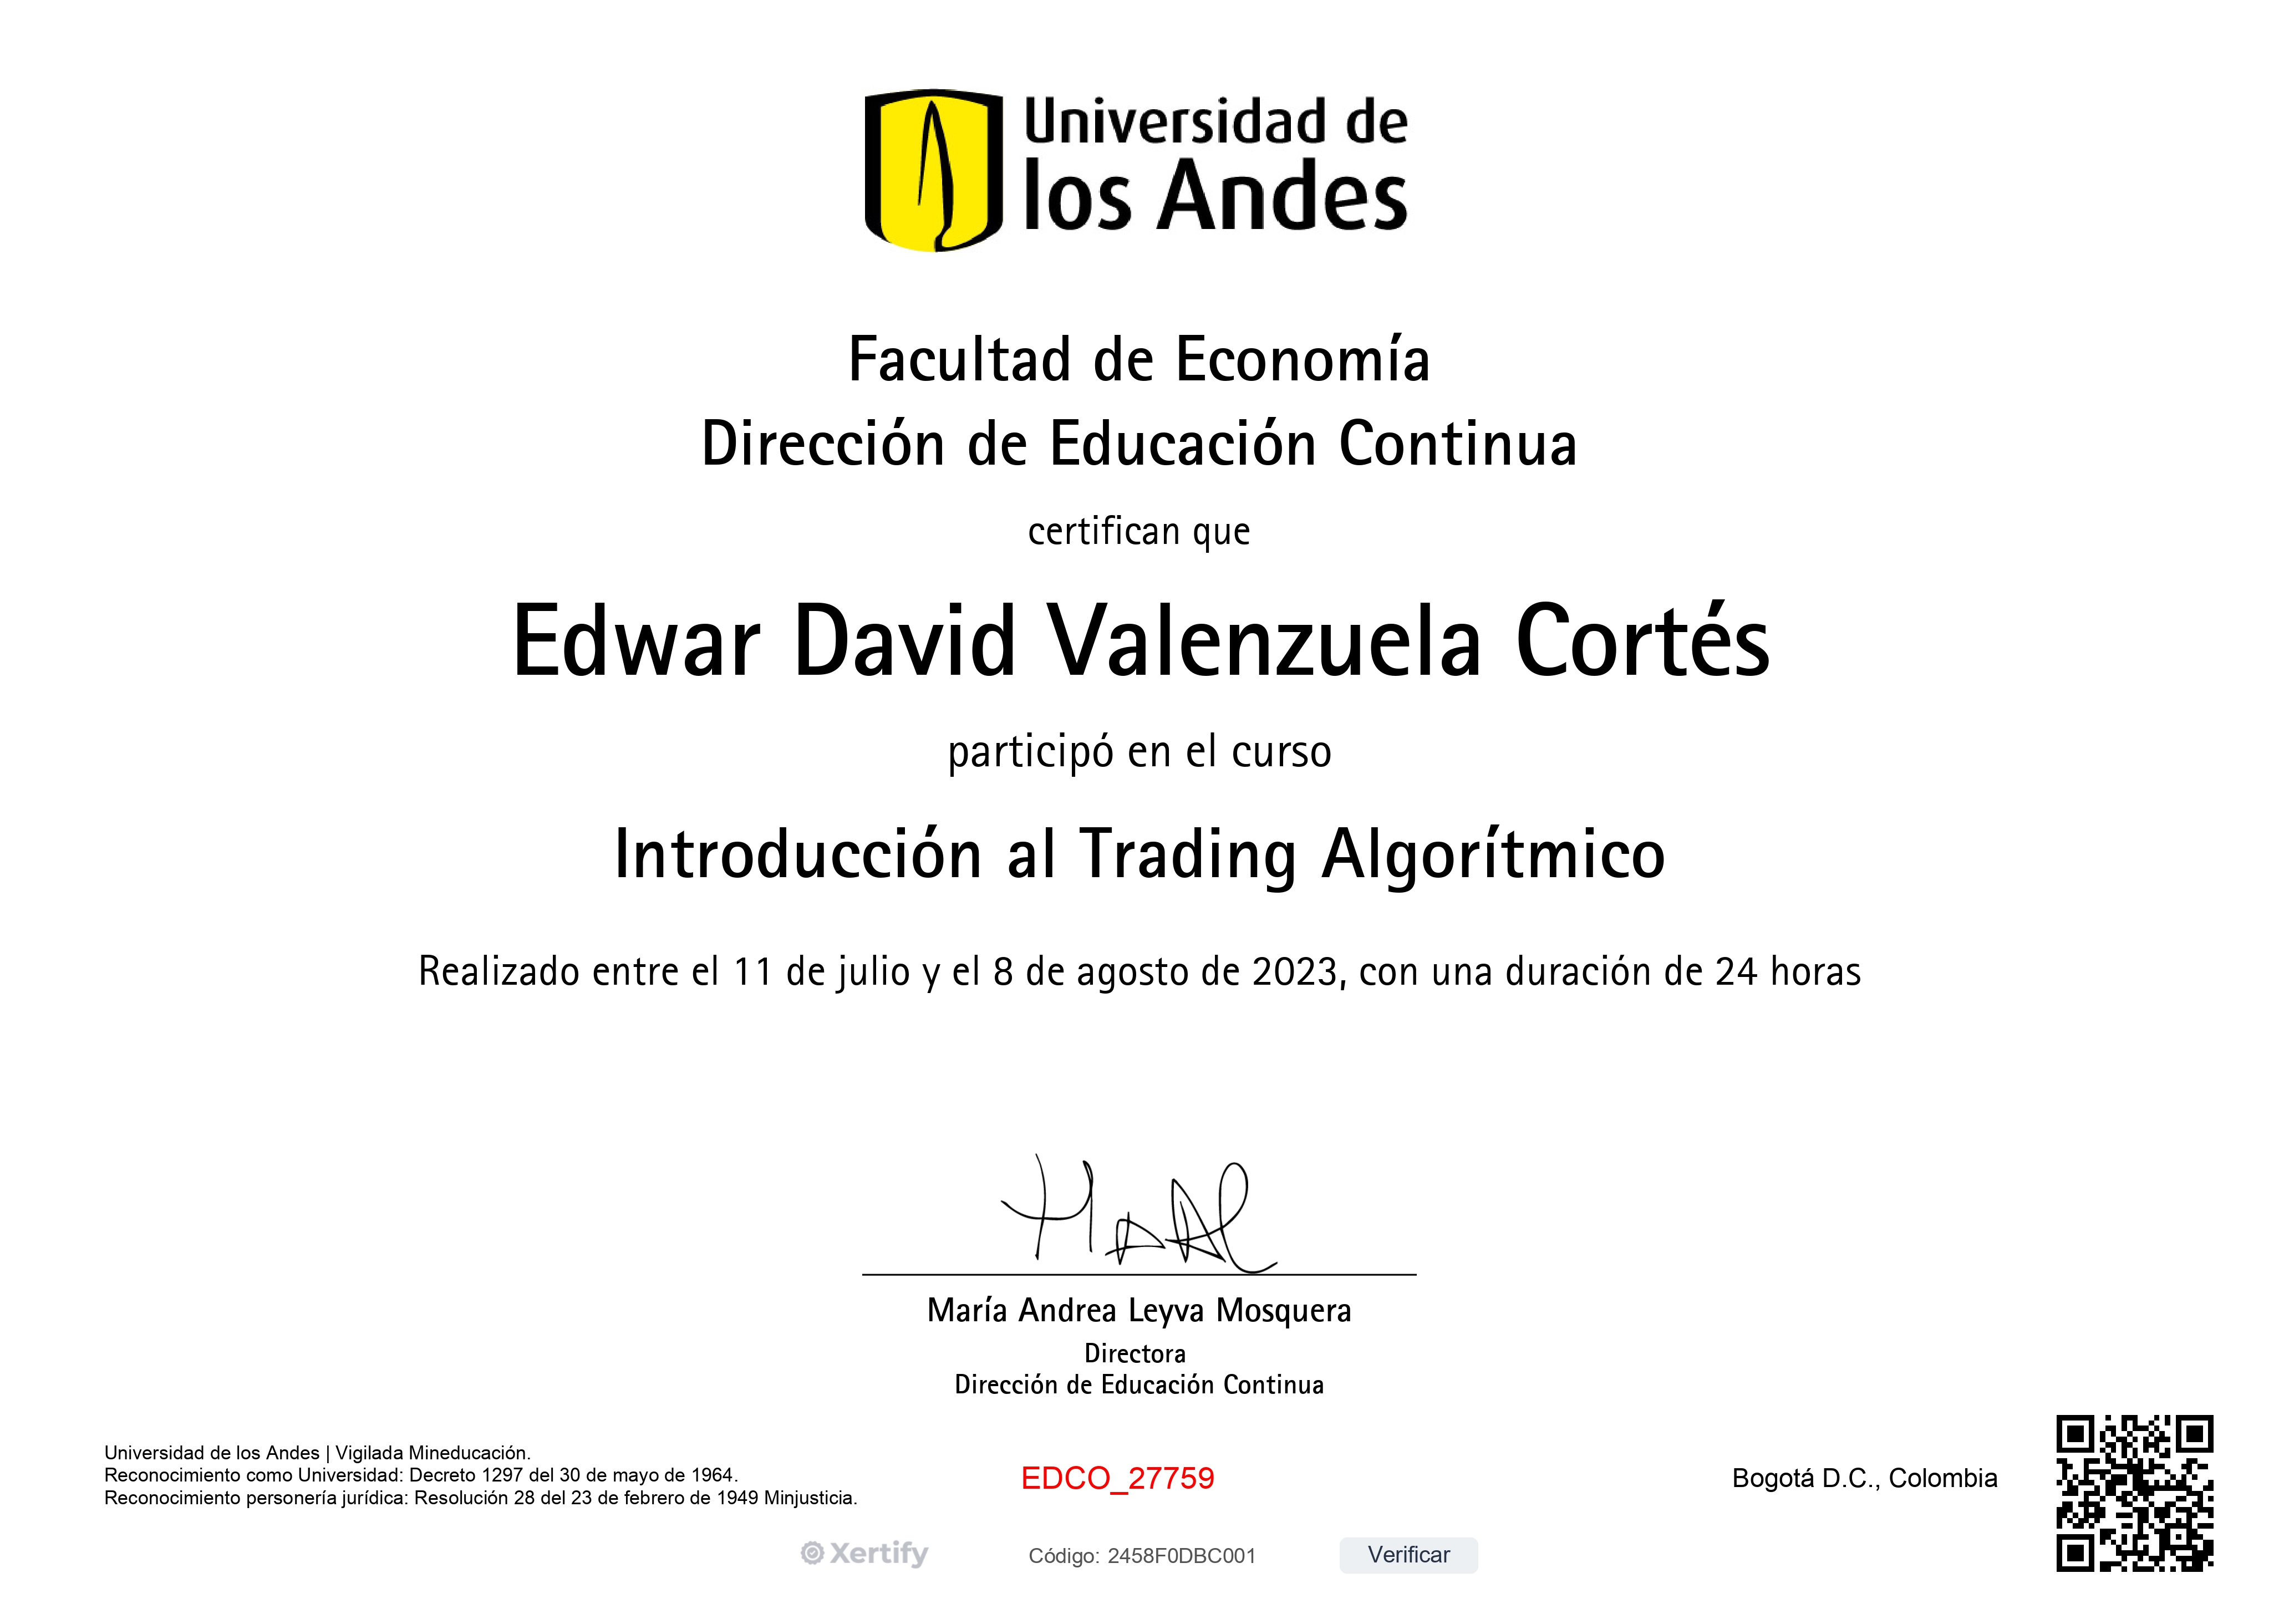 Universidad de
los Andes
Facultad de Economía
Dirección de Educación Continua
certifican que
Edwar David Valenzuela Cortés
participó en el curso
Introducción al Trading Algorítmico
Realizado entre el 11 de julio y el 8 de agosto de 2023, con una duración de 24 horas
María Andrea Leyva Mosquera
Directora
Dirección de Educación Continua
Universidad de los Andes | Vigilada Mineducación.
Reconocimiento como Universidad: Decreto 1297 del 30 de mayo de 1964.
Reconocimiento personería jurídica: Resolución 28 del 23 de febrero de 1949 Minjusticia.
EDCO_27759
Bogotá D.C., Colombia
Xertify
Código: 2458F0DBC001
Verificar